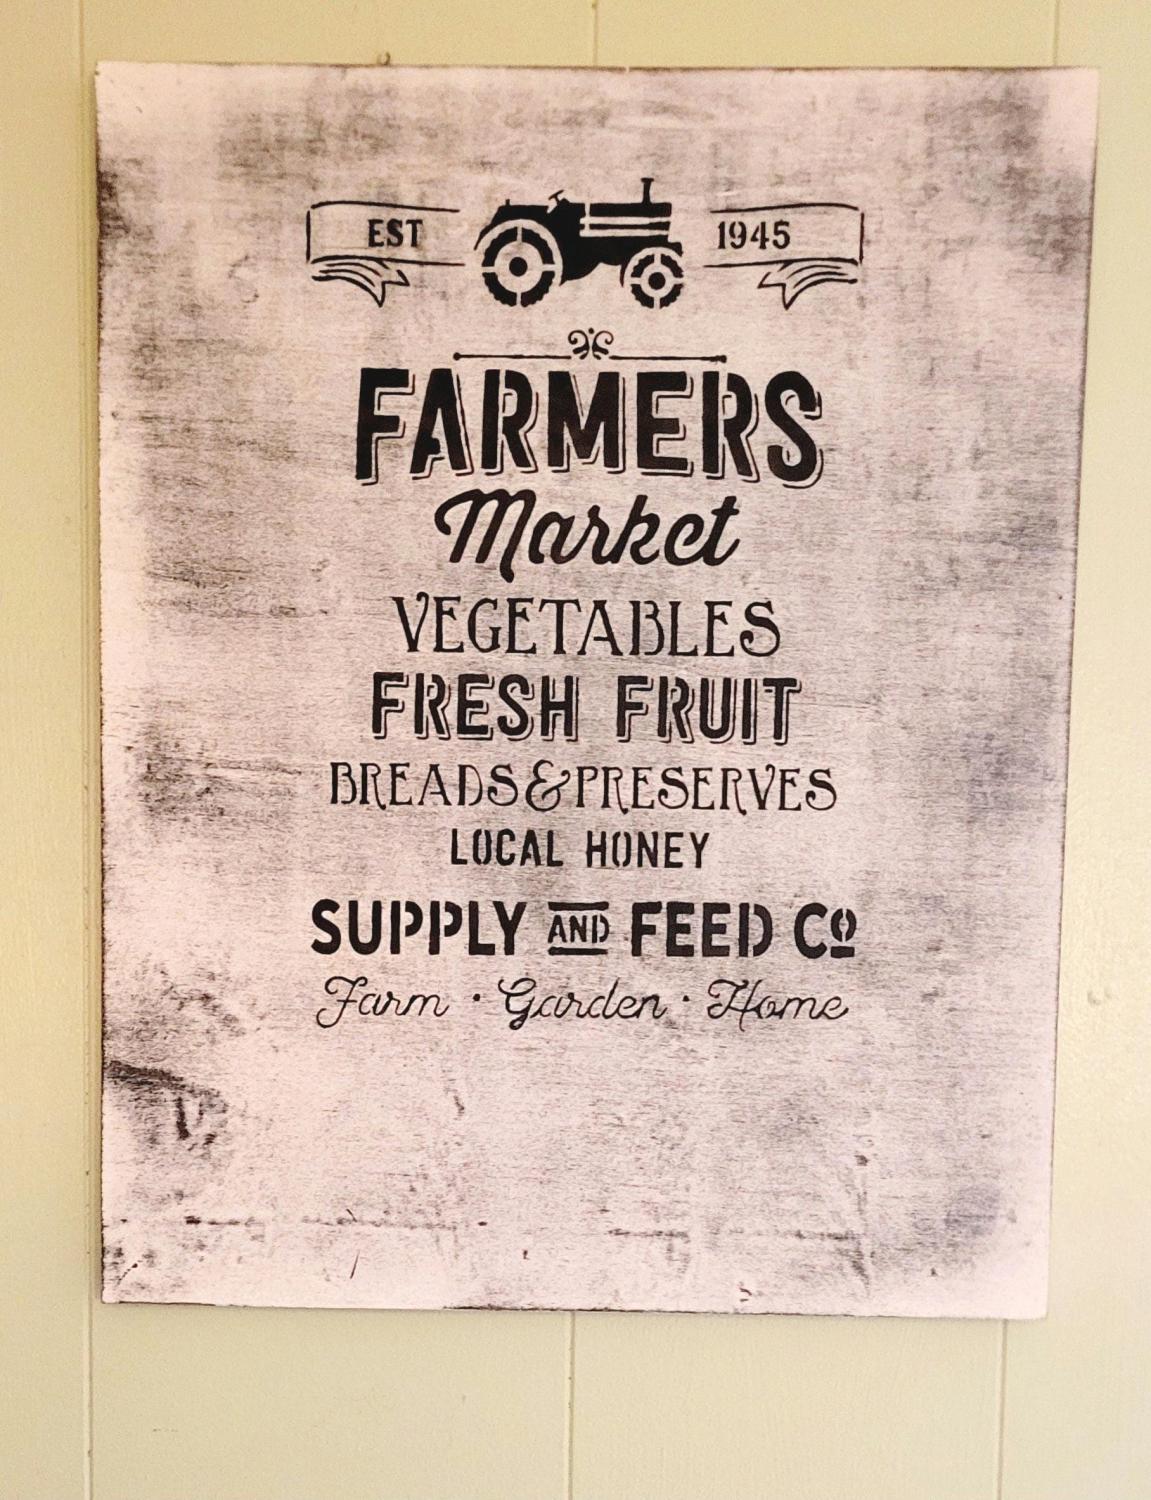 EST 1945
FARMERS
Market
VEGETABLES
FRESH FRUIT
BREADS & PRESERVES
LOCAL HONEY
SUPPLY AND FEED Co
Farm · Garden · Home